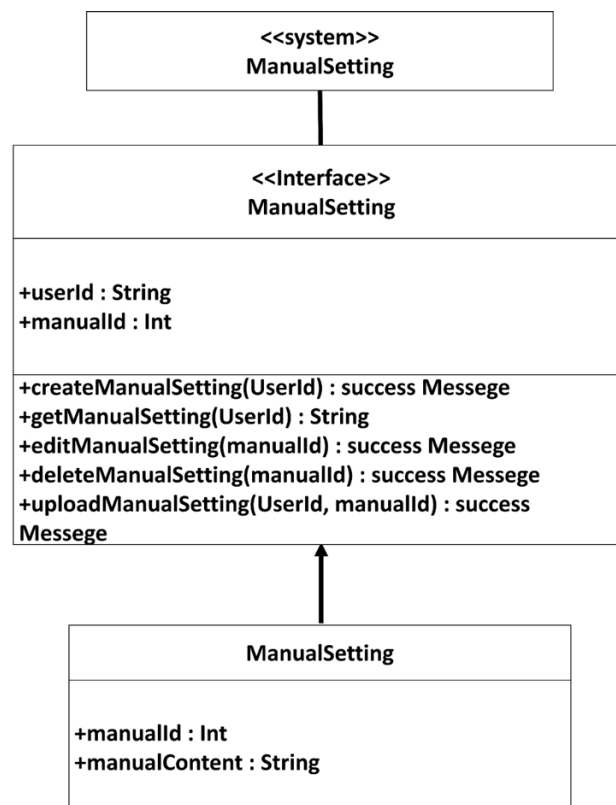 <<system>>
ManualSetting
<<Interface>>
ManualSetting
+userId : String
+manualId : Int
+createManualSetting(UserId) : success Messege
+getManualSetting(UserId) : String
+editManualSetting(manualId) : success Messege
+deleteManualSetting(manualId) : success Messege
+uploadManualSetting(UserId, manualId) : success
Messege
ManualSetting
+manualId : Int
+manualContent : String